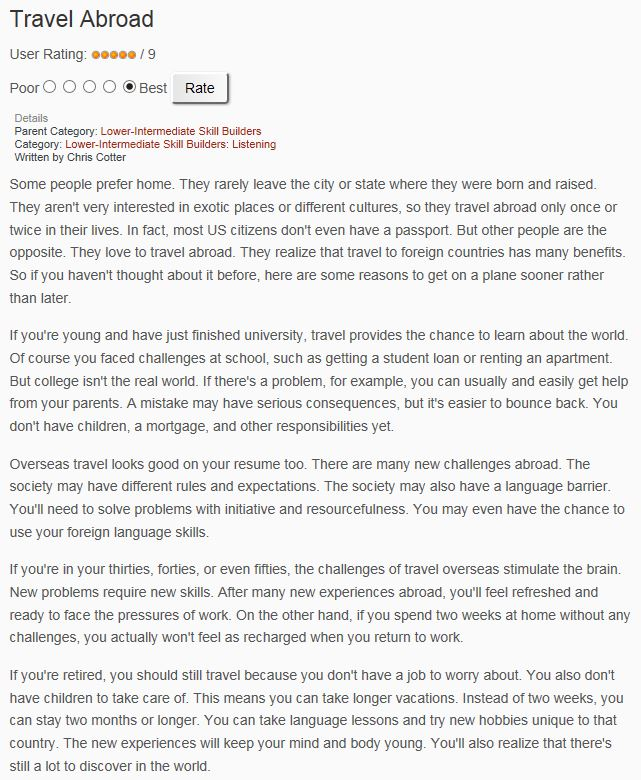 Travel Abroad
User Rating: / 9
Poor Best Rate
Details
Parent Category: Lower-Intermediate Skill Builders
Category: Lower-Intermediate Skill Builders: Listening
Written by Chris Cotter
Some people prefer home. They rarely leave the city or state where they were born and raised.
They aren't very interested in exotic places or different cultures, so they travel abroad only once or
twice in their lives. In fact, most US citizens don't even have a passport. But other people are the
opposite. They love to travel abroad. They realize that travel to foreign countries has many benefits.
So if you haven't thought about it before, here are some reasons to get on a plane sooner rather
than later.
If you're young and have just finished university, travel provides the chance to learn about the world.
Of course you faced challenges at school, such as getting a student loan or renting an apartment.
But college isn't the real world. If there's a problem, for example, you can usually and easily get help
from your parents. A mistake may have serious consequences, but it's easier to bounce back. You
don't have children, a mortgage, and other responsibilities yet.
Overseas travel looks good on your resume too. There are many new challenges abroad. The
society may have different rules and expectations. The society may also have a language barrier.
You'll need to solve problems with initiative and resourcefulness. You may even have the chance to
use your foreign language skills.
If you're in your thirties, forties, or even fifties, the challenges of travel overseas stimulate the brain.
New problems require new skills. After many new experiences abroad, you'll feel refreshed and
ready to face the pressures of work. On the other hand, if you spend two weeks at home without any
challenges, you actually won't feel as recharged when you return to work.
If you're retired, you should still travel because you don't have a job to worry about. You also don't
have children to take care of. This means you can take longer vacations. Instead of two weeks, you
can stay two months or longer. You can take language lessons and try new hobbies unique to that
country. The new experiences will keep your mind and body young. You'll also realize that there's
still a lot to discover in the world.